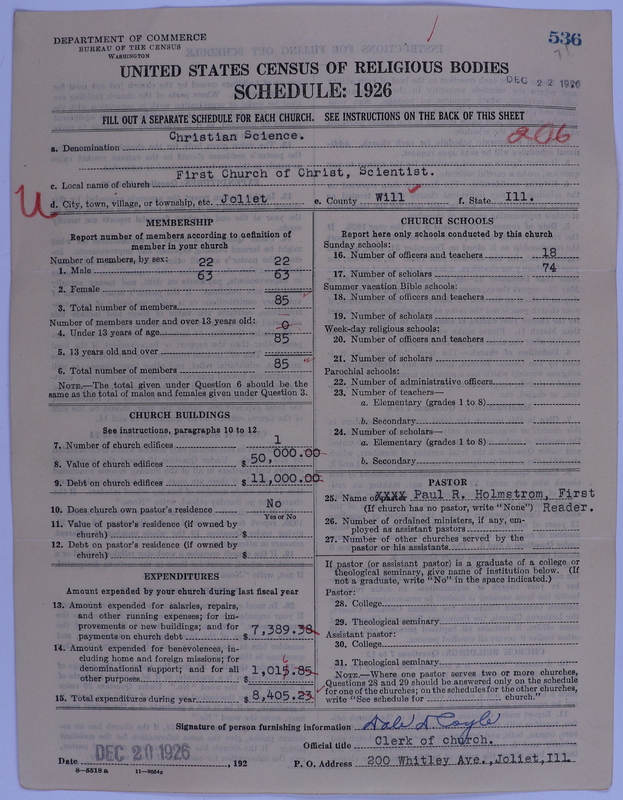 DEPARTMENT OF COMMERCE
BUREAU OF THE CENSUS
WASHINGTON
536
UNITED STATES CENSUS OF RELIGIOUS BODIES
DEC 22 1926
SCHEDULE: 1926
FILL OUT A SEPARATE SCHEDULE FOR EACH CHURCH. SEE INSTRUCTIONS ON THE BACK OF THIS SHEET
a. Denomination Christian Science.
206
c. Local name of church First Church of Christ, Scientist.
d. City, town, village, or township, etc. Joliet e. County Will f. State Ill.
MEMBERSHIP
Report number of members according to definition of
member in your church
Number of members, by sex:
1. Male 22 22
63 63
2. Female
3. Total number of members 85
Number of members under and over 13 years old:
4. Under 13 years of age 0
85
5. 13 years old and over
6. Total number of members 85
NOTE.—The total given under Question 6 should be the
same as the total of males and females given under Question 3.
CHURCH BUILDINGS
See instructions, paragraphs 10 to 12
7. Number of church edifices 1
8. Value of church edifices $ 50,000.00
9. Debt on church edifices $ 11,000.00
10. Does church own pastor's residence No
Yes or No
11. Value of pastor's residence (if owned by
church) $
12. Debt on pastor's residence (if owned by
church) $
EXPENDITURES
Amount expended by your church during last fiscal year
13. Amount expended for salaries, repairs,
and other running expenses; for im-
provements or new buildings; and for
payments on church debt $ 7,389.38
14. Amount expended for benevolences, in-
cluding home and foreign missions; for
denominational support; and for all
other purposes $ 1,015.85
15. Total expenditures during year $ 8,405.23
CHURCH SCHOOLS
Report here only schools conducted by this church
Sunday schools:
16. Number of officers and teachers 18
17. Number of scholars 74
Summer vacation Bible schools:
18. Number of officers and teachers
19. Number of scholars
Week-day religious schools:
20. Number of officers and teachers
21. Number of scholars
Parochial schools:
22. Number of administrative officers
23. Number of teachers—
a. Elementary (grades 1 to 8)
b. Secondary
24. Number of scholars—
a. Elementary (grades 1 to 8)
b. Secondary
PASTOR
25. Name of XXXX Paul R. Holmstrom, First
(If church has no pastor, write "None") Reader.
26. Number of ordained ministers, if any, em-
ployed as assistant pastors
27. Number of other churches served by the
pastor or his assistants
If pastor (or assistant pastor) is a graduate of a college or
theological seminary, give name of institution below. (If
not a graduate, write "No" in the space indicated.)
Pastor:
28. College
29. Theological seminary
Assistant pastor:
30. College
31. Theological seminary
NOTE.—Where one pastor serves two or more churches,
Questions 28 and 29 should be answered only on the schedule
for one of the churches; on the schedules for the other churches,
write "See schedule for church."
Signature of person furnishing information
Official title Clerk of church.
Date DEC 20 1926, 192 P. O. Address 200 Whitley Ave., Joliet, Ill.